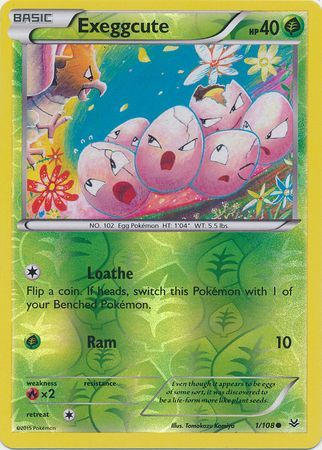 BASIC
Exeggcute HP40
NO. 102 Egg Pokémon HT: 1'04" WT: 5.5 lbs
Loathe
Flip a coin. If heads, switch this Pokémon with 1 of
your Benched Pokémon.
Ram 10
weakness resistance
×2
retreat
Even though it appears to be eggs
of some sort, it was discovered to
be a life-form more like plant seeds.
©2015 Pokémon
Illus. Tomokazu Komiya
1/108